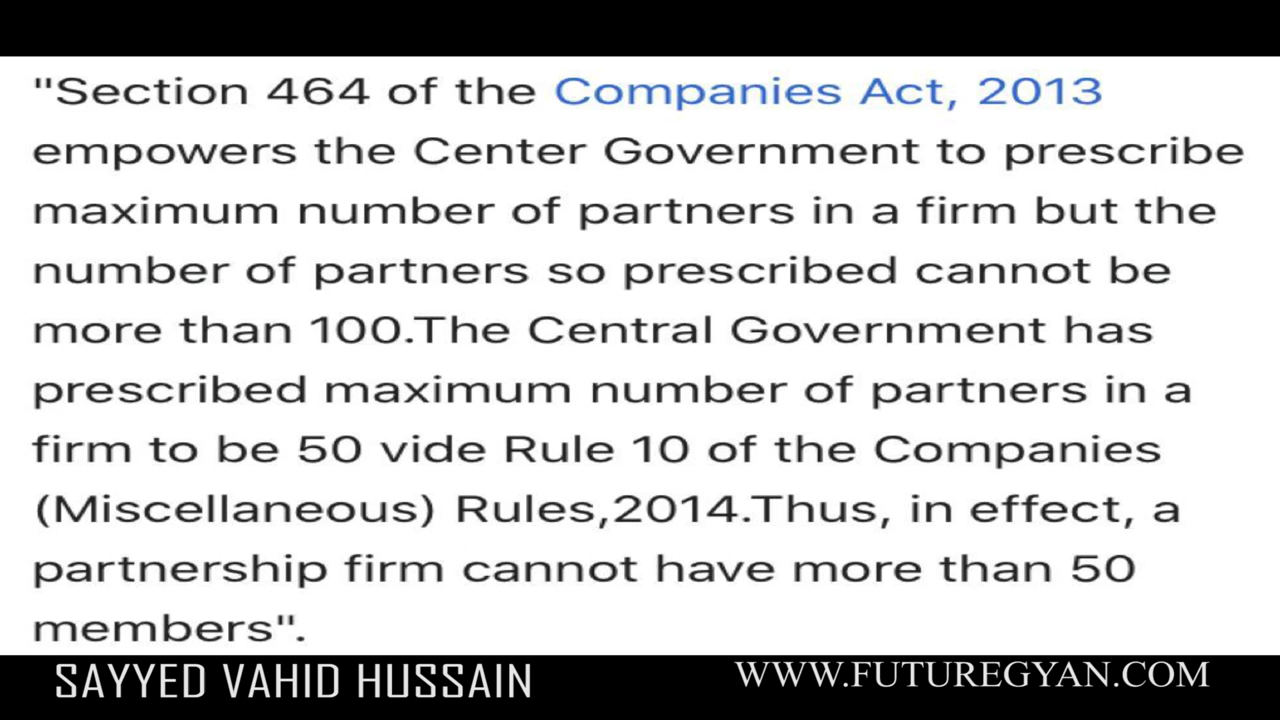 "Section 464 of the Companies Act, 2013
empowers the Center Government to prescribe
maximum number of partners in a firm but the
number of partners so prescribed cannot be
more than 100.The Central Government has
prescribed maximum number of partners in a
firm to be 50 vide Rule 10 of the Companies
(Miscellaneous) Rules,2014.Thus, in effect, a
partnership firm cannot have more than 50
members".
SAYYED VAHID HUSSAIN
WWW.FUTUREGYAN.COM